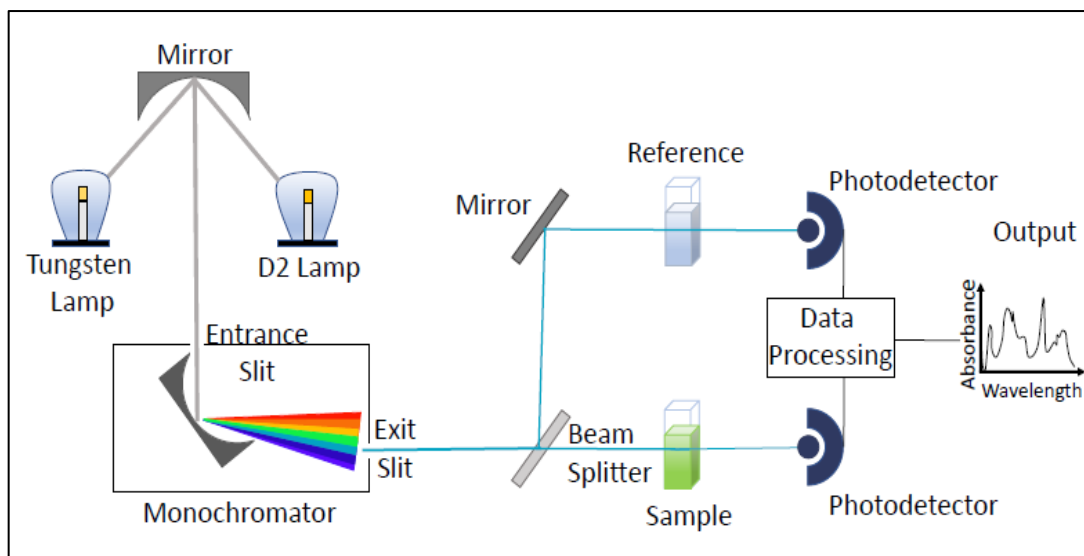 Mirror
Tungsten
Lamp
D2 Lamp
Entrance
Slit
Exit
Slit
Monochromator
Mirror
Beam
Splitter
Reference
Sample
Photodetector
Photodetector
Data
Processing
Output
Absorbance
Wavelength